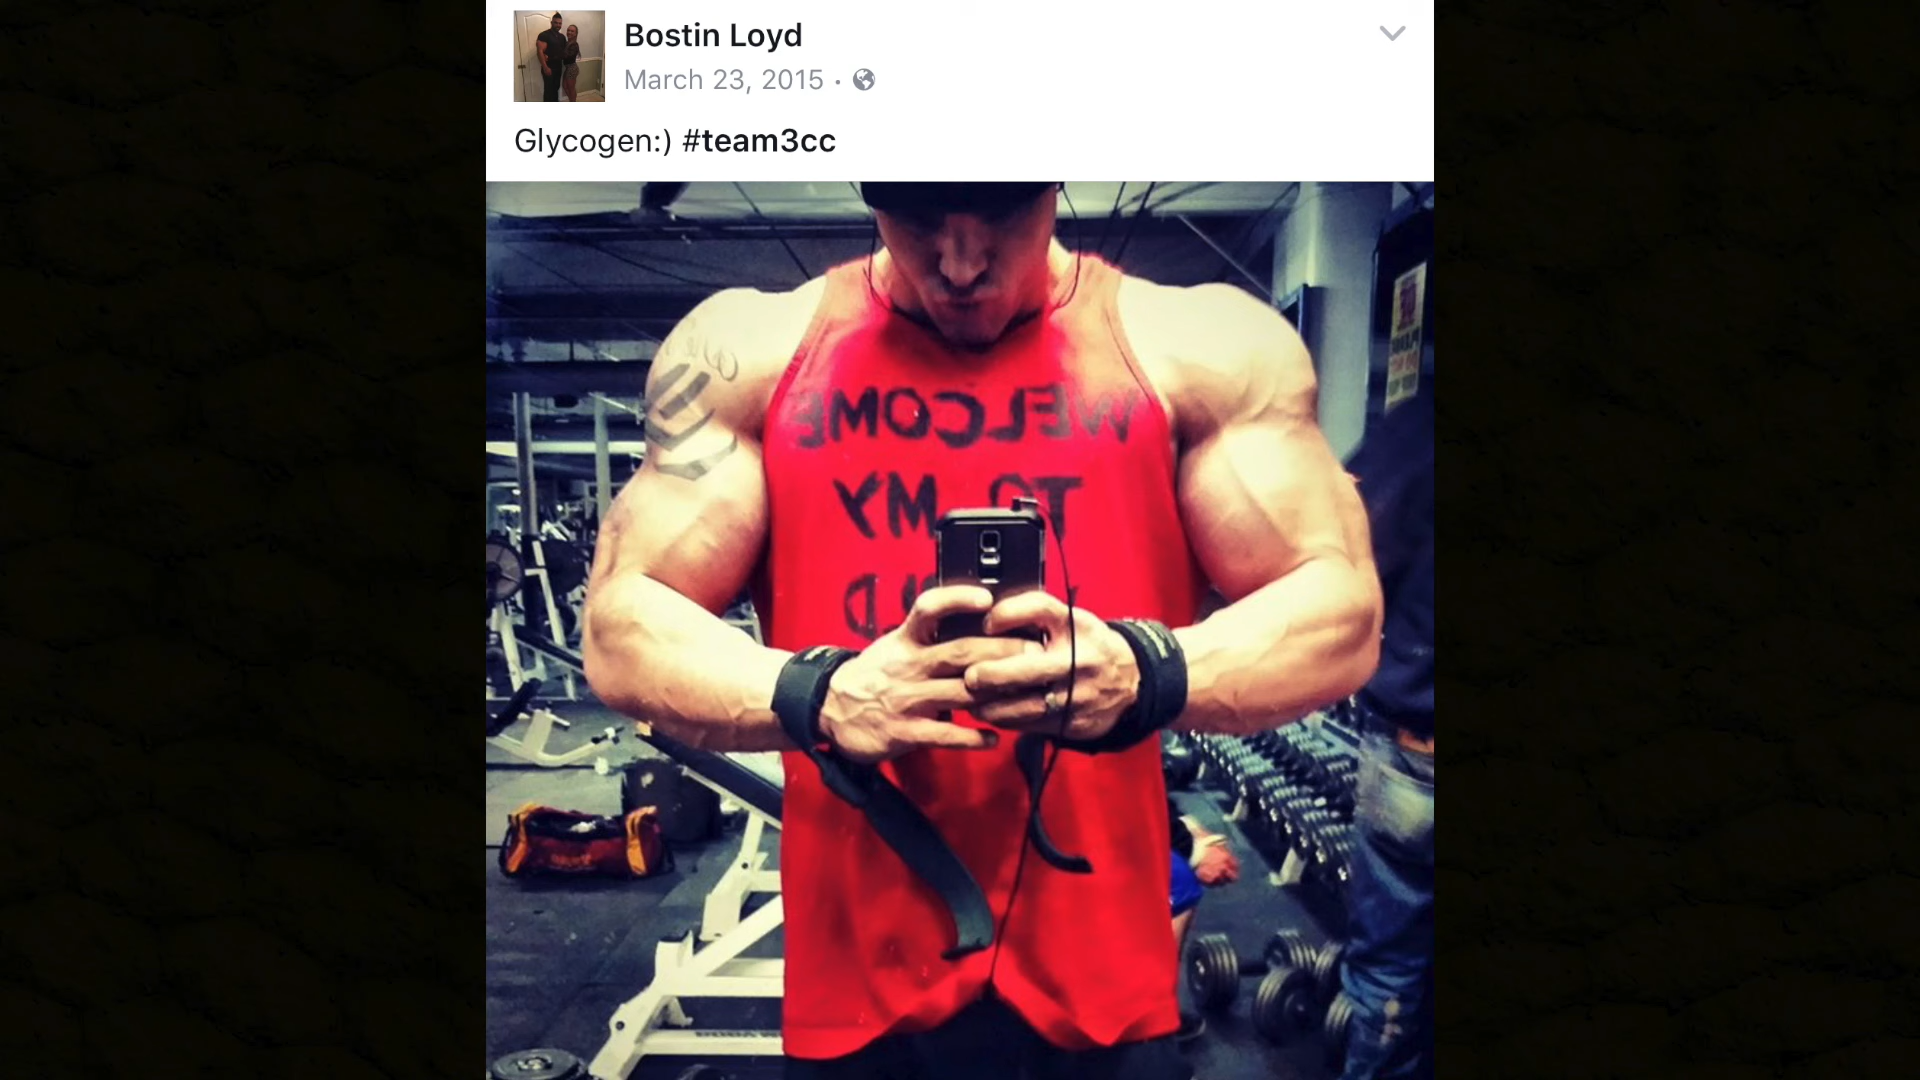 Bostin Loyd
March 23, 2015 ·
Glycogen:) #team3cc
WELCOME
TO MY